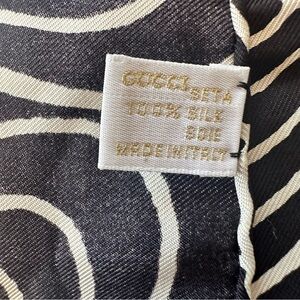 GUCCI SETA
100% SILK
SOIE
MADE IN ITALY